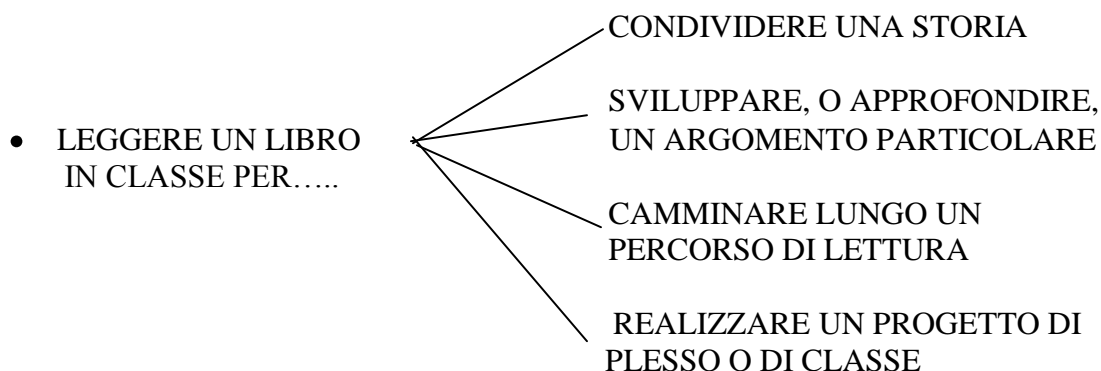 • LEGGERE UN LIBRO
IN CLASSE PER…..
CONDIVIDERE UNA STORIA
SVILUPPARE, O APPROFONDIRE,
UN ARGOMENTO PARTICOLARE
CAMMINARE LUNGO UN
PERCORSO DI LETTURA
REALIZZARE UN PROGETTO DI
PLESSO O DI CLASSE